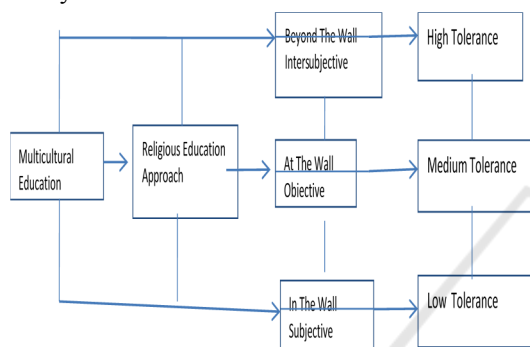 Beyond The Wall
Intersubjective
High Tolerance
Multicultural
Education
Religious Education
Approach
At The Wall
Objective
Medium Tolerance
In The Wall
Subjective
Low Tolerance